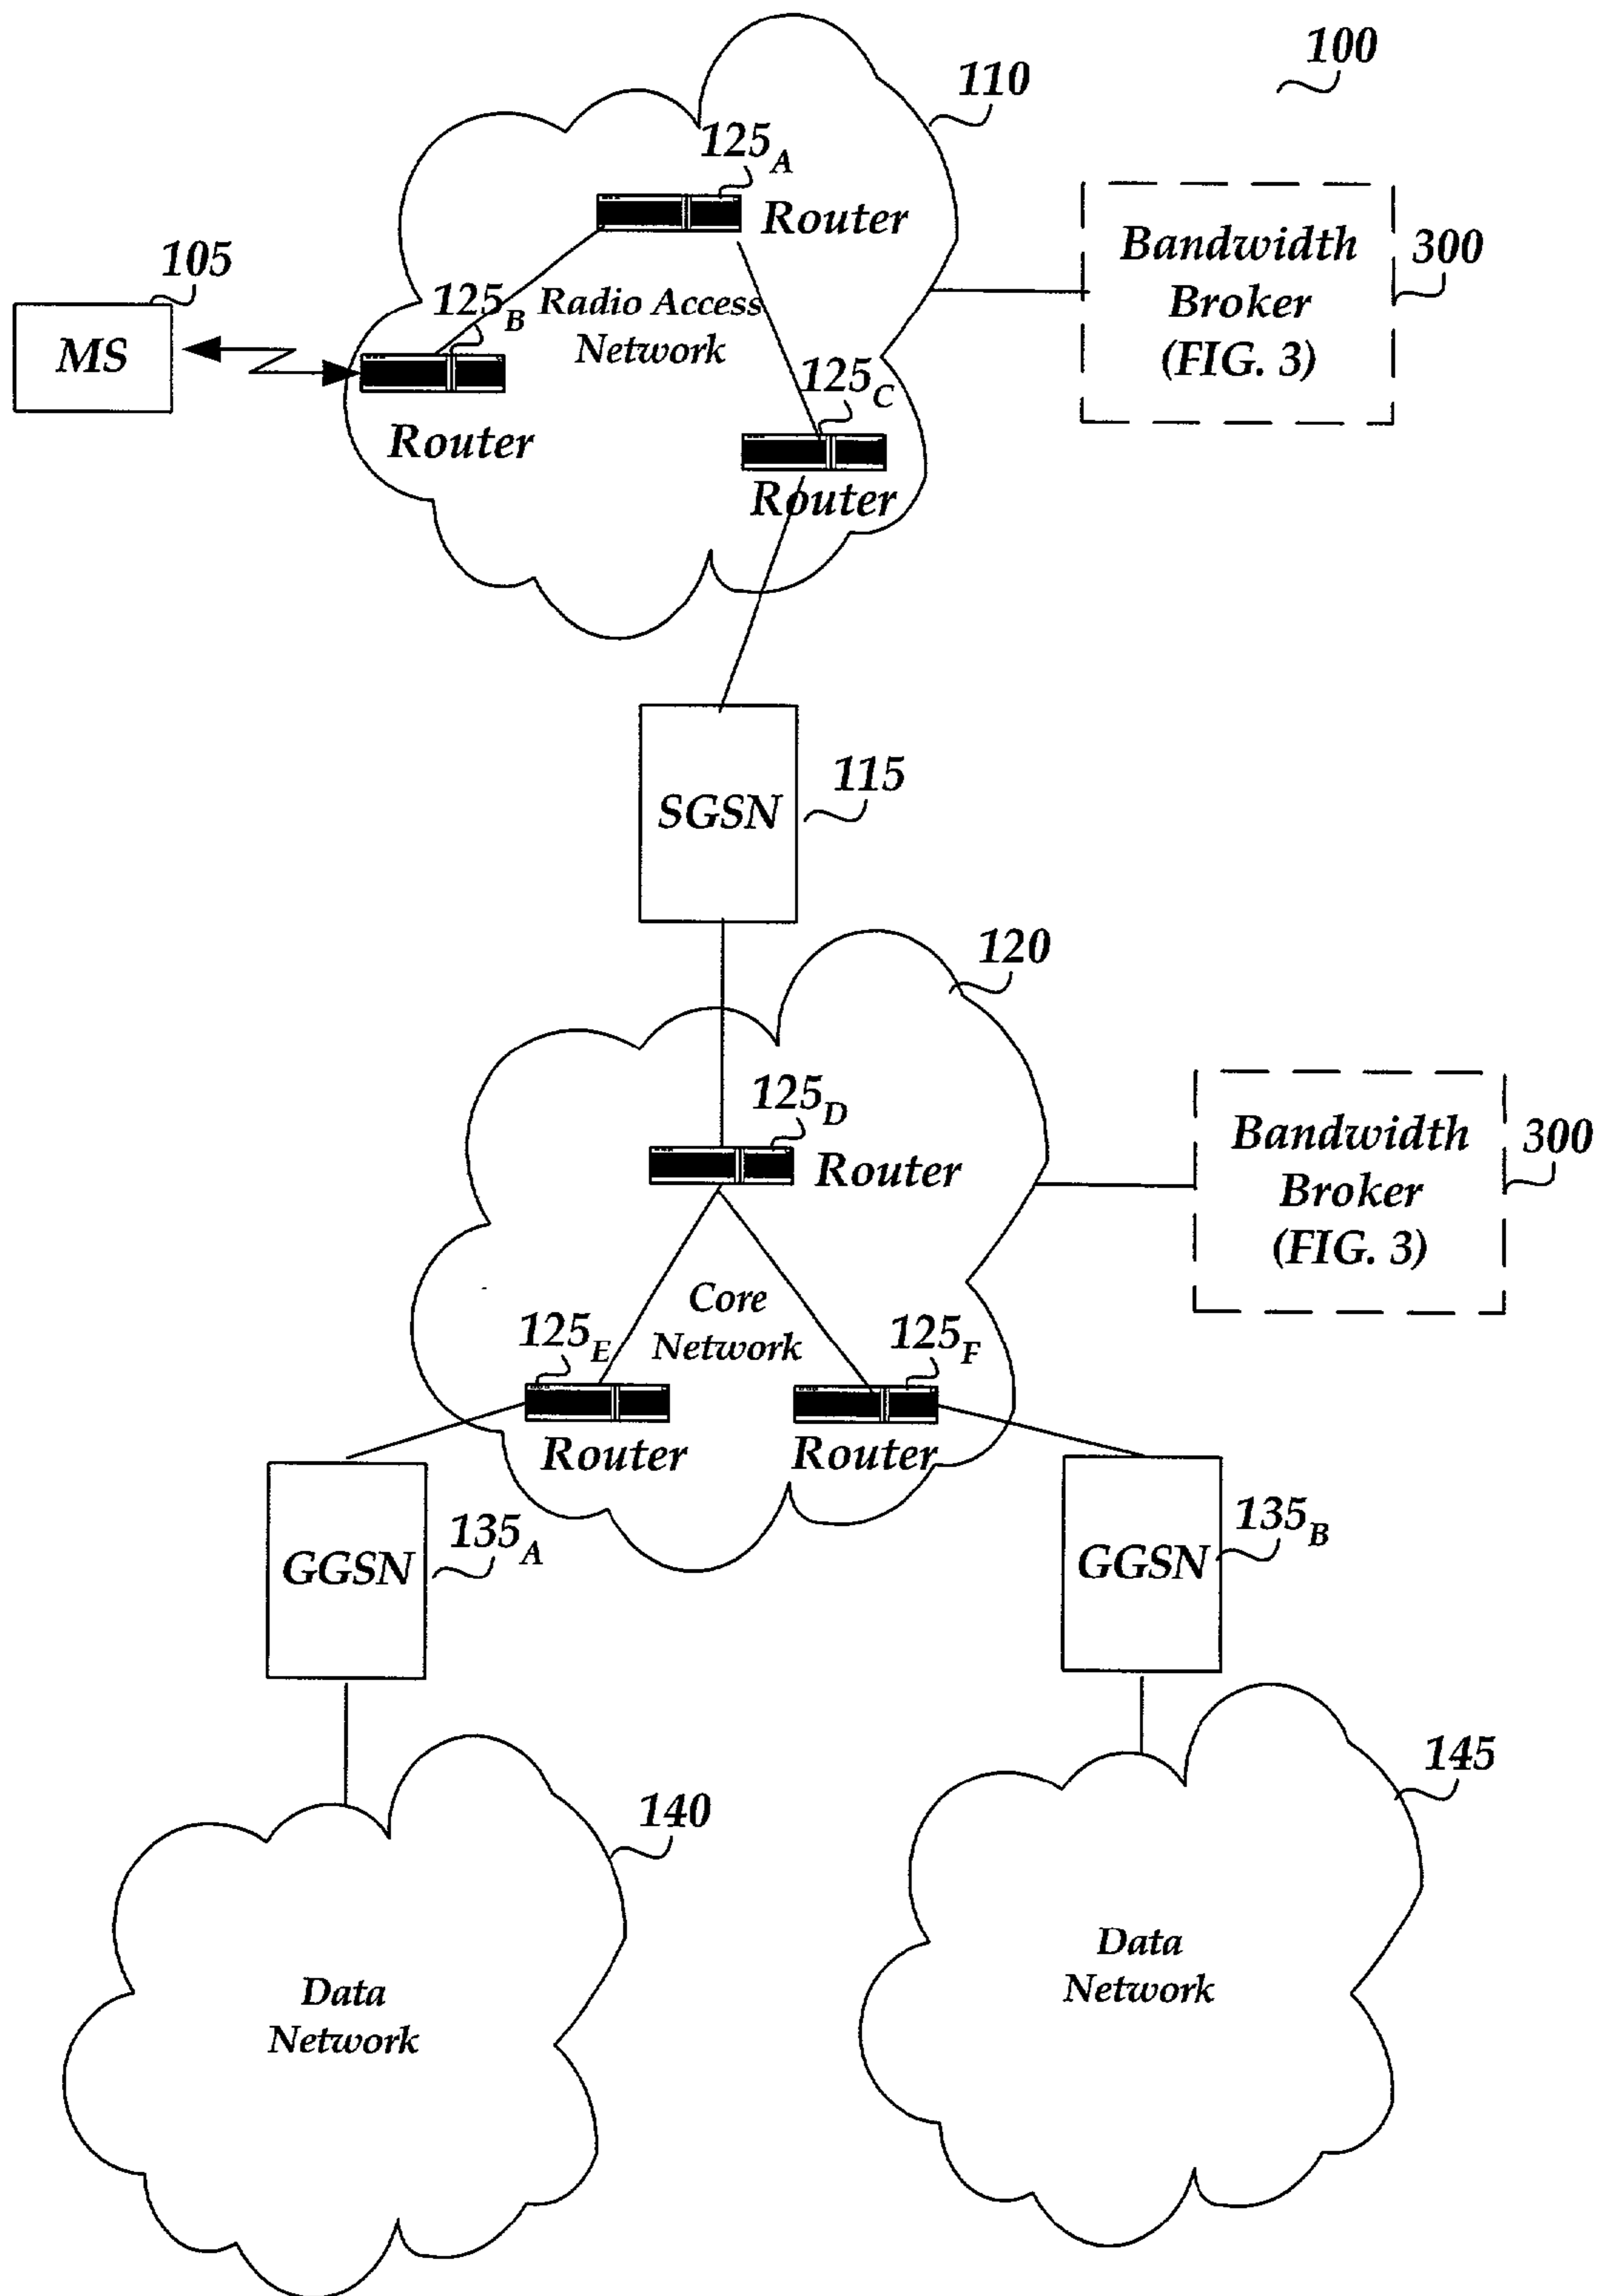 100
110
125A
Router
Bandwidth
Broker
(FIG. 3)
300
105
MS
125B
Radio Access
Network
125C
Router
Router
SGSN
115
120
125D
Router
Bandwidth
Broker
(FIG. 3)
300
Core
Network
125E
125F
Router
Router
GGSN
135A
GGSN
135B
140
145
Data
Network
Data
Network